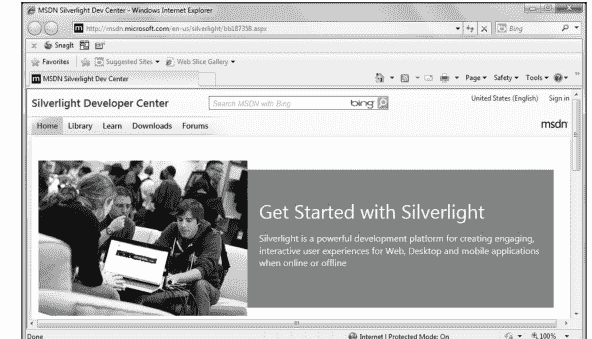 MSDN Silverlight Dev Center - Windows Internet Explorer
http://msdn.microsoft.com/en-us/silverlight/bb187358.aspx
Bing
SnagIt
Favorites Suggested Sites Web Slice Gallery
MSDN Silverlight Dev Center
Page Safety Tools
Silverlight Developer Center
Search MSDN with Bing
bing
United States (English) Sign in
Home Library Learn Downloads Forums
msdn
Get Started with Silverlight
Silverlight is a powerful development platform for creating engaging,
interactive user experiences for Web, Desktop and mobile applications
when online or offline
Done
Internet | Protected Mode: On
100%